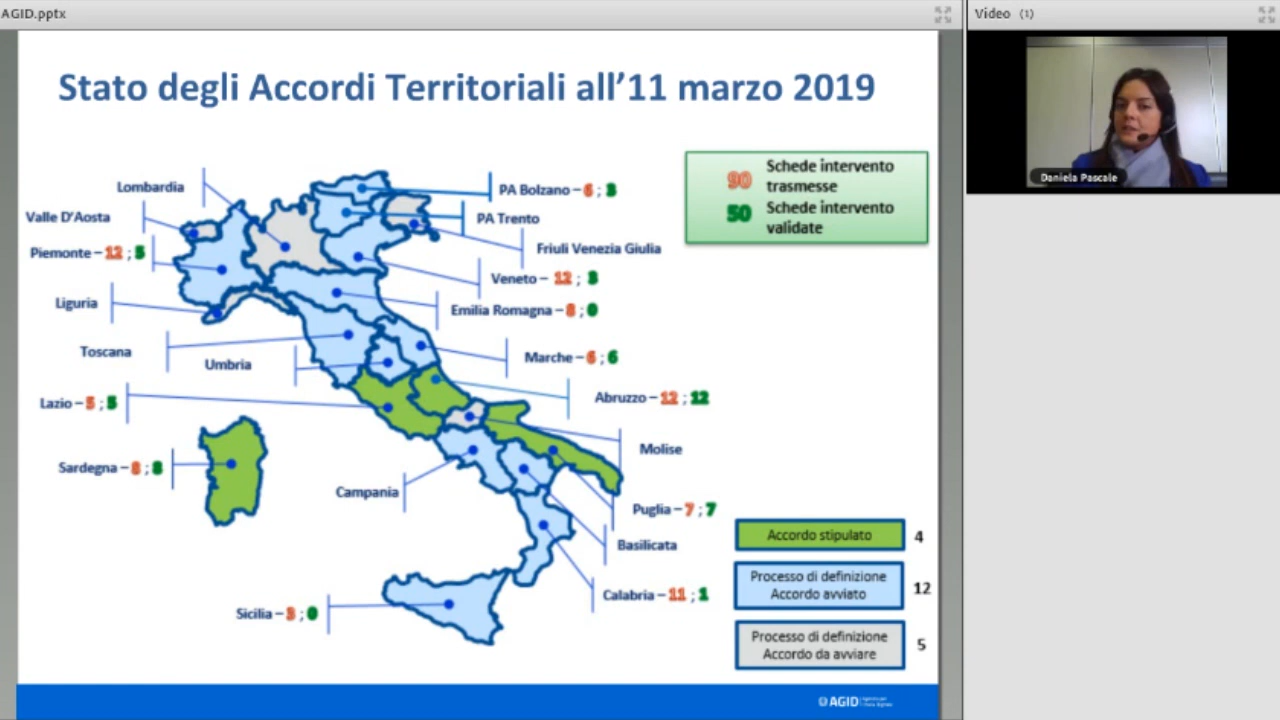 AGID.pptx
Video (1)
Stato degli Accordi Territoriali all'11 marzo 2019
Daniela Pascale
90 Schede intervento
trasmesse
50 Schede intervento
validate
Lombardia
Valle D'Aosta
Piemonte – 12 ; 5
Liguria
Toscana
Umbria
Lazio – 5 ; 5
Sardegna – 8 ; 8
Campania
Sicilia – 3 ; 0
PA Bolzano – 6 ; 3
PA Trento
Friuli Venezia Giulia
Veneto – 12 ; 3
Emilia Romagna – 8 ; 0
Marche – 6 ; 6
Abruzzo – 12 ; 12
Molise
Puglia – 7 ; 7
Basilicata
Calabria – 11 ; 1
Accordo stipulato 4
Processo di definizione
Accordo avviato
12
Processo di definizione
Accordo da avviare
5
AGID